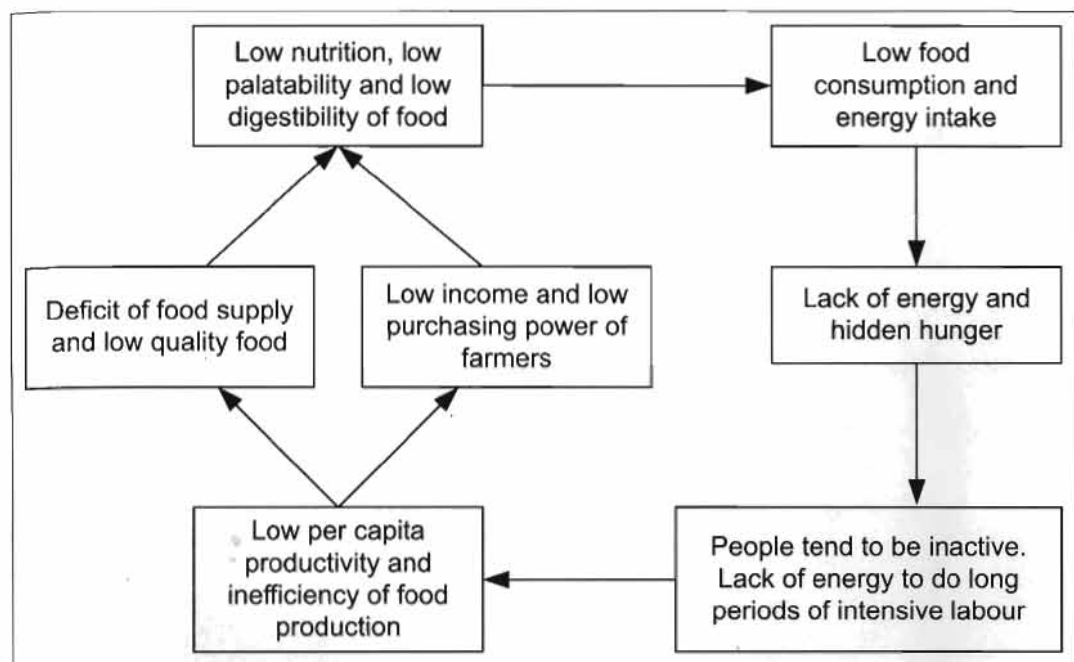 Low nutrition, low
palatability and low
digestibility of food
Low food
consumption and
energy intake
Deficit of food supply
and low quality food
Low income and low
purchasing power of
farmers
Lack of energy and
hidden hunger
Low per capita
productivity and
inefficiency of food
production
People tend to be inactive.
Lack of energy to do long
periods of intensive labour